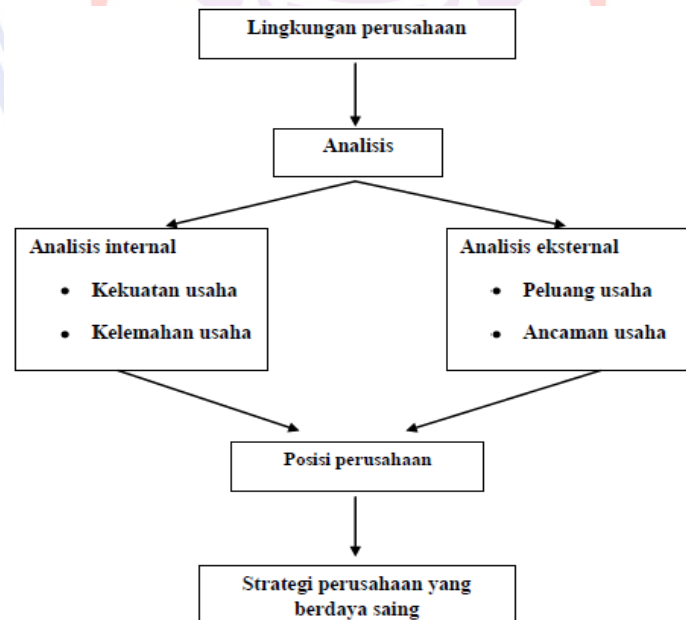 Lingkungan perusahaan
Analisis
Analisis internal
• Kekuatan usaha
• Kelemahan usaha
Analisis eksternal
• Peluang usaha
• Ancaman usaha
Posisi perusahaan
Strategi perusahaan yang
berdaya saing